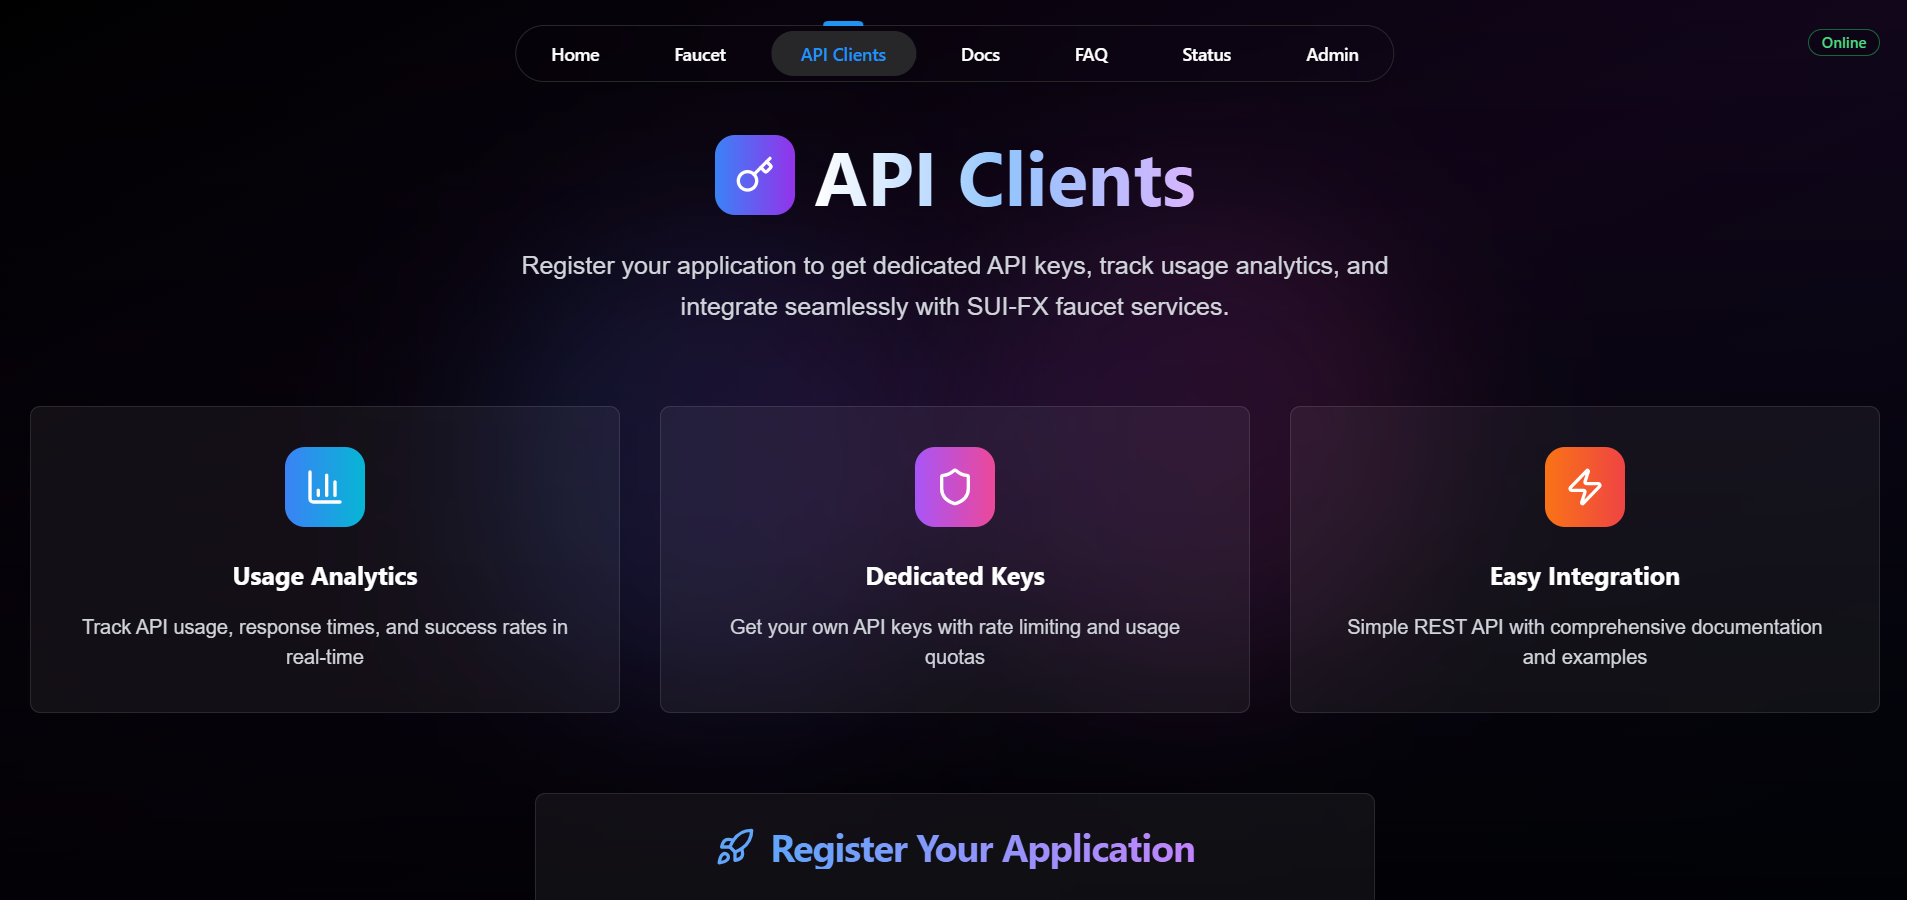 Home
Faucet
API Clients
Docs
FAQ
Status
Admin
Online
API Clients
Register your application to get dedicated API keys, track usage analytics, and
integrate seamlessly with SUI-FX faucet services.
Usage Analytics
Track API usage, response times, and success rates in
real-time
Dedicated Keys
Get your own API keys with rate limiting and usage
quotas
Easy Integration
Simple REST API with comprehensive documentation
and examples
Register Your Application